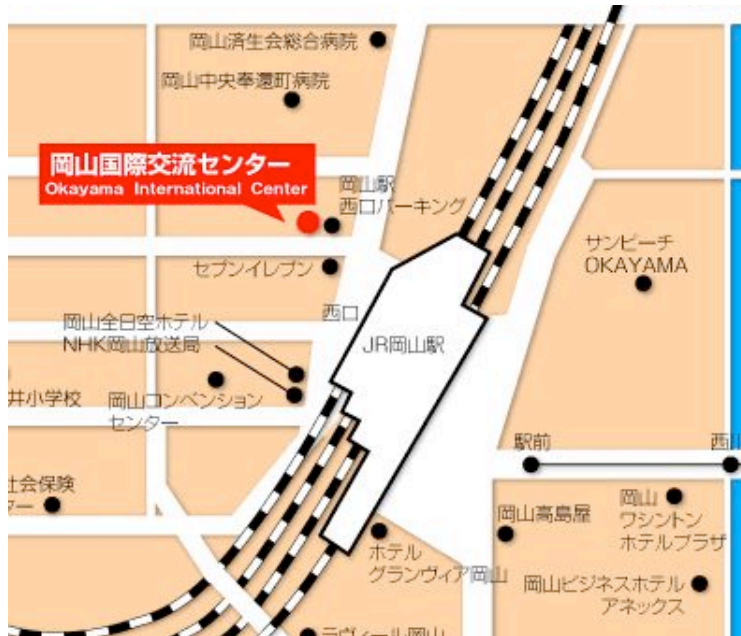 岡山済生会総合病院
岡山中央奉還町病院
岡山国際交流センター
Okayama International Center
岡山駅
西口パーキング
サンピーチ
OKAYAMA
セブンイレブン
西口
岡山全日空ホテル
NHK岡山放送局
JR岡山駅
井小学校
岡山コンベンション
センター
駅前
西川
社会保険
ター
岡山高島屋
岡山
ワシントン
ホテルプラザ
ホテル
グランヴィア岡山
岡山ビジネスホテル
アネックス
ラヴィール岡山